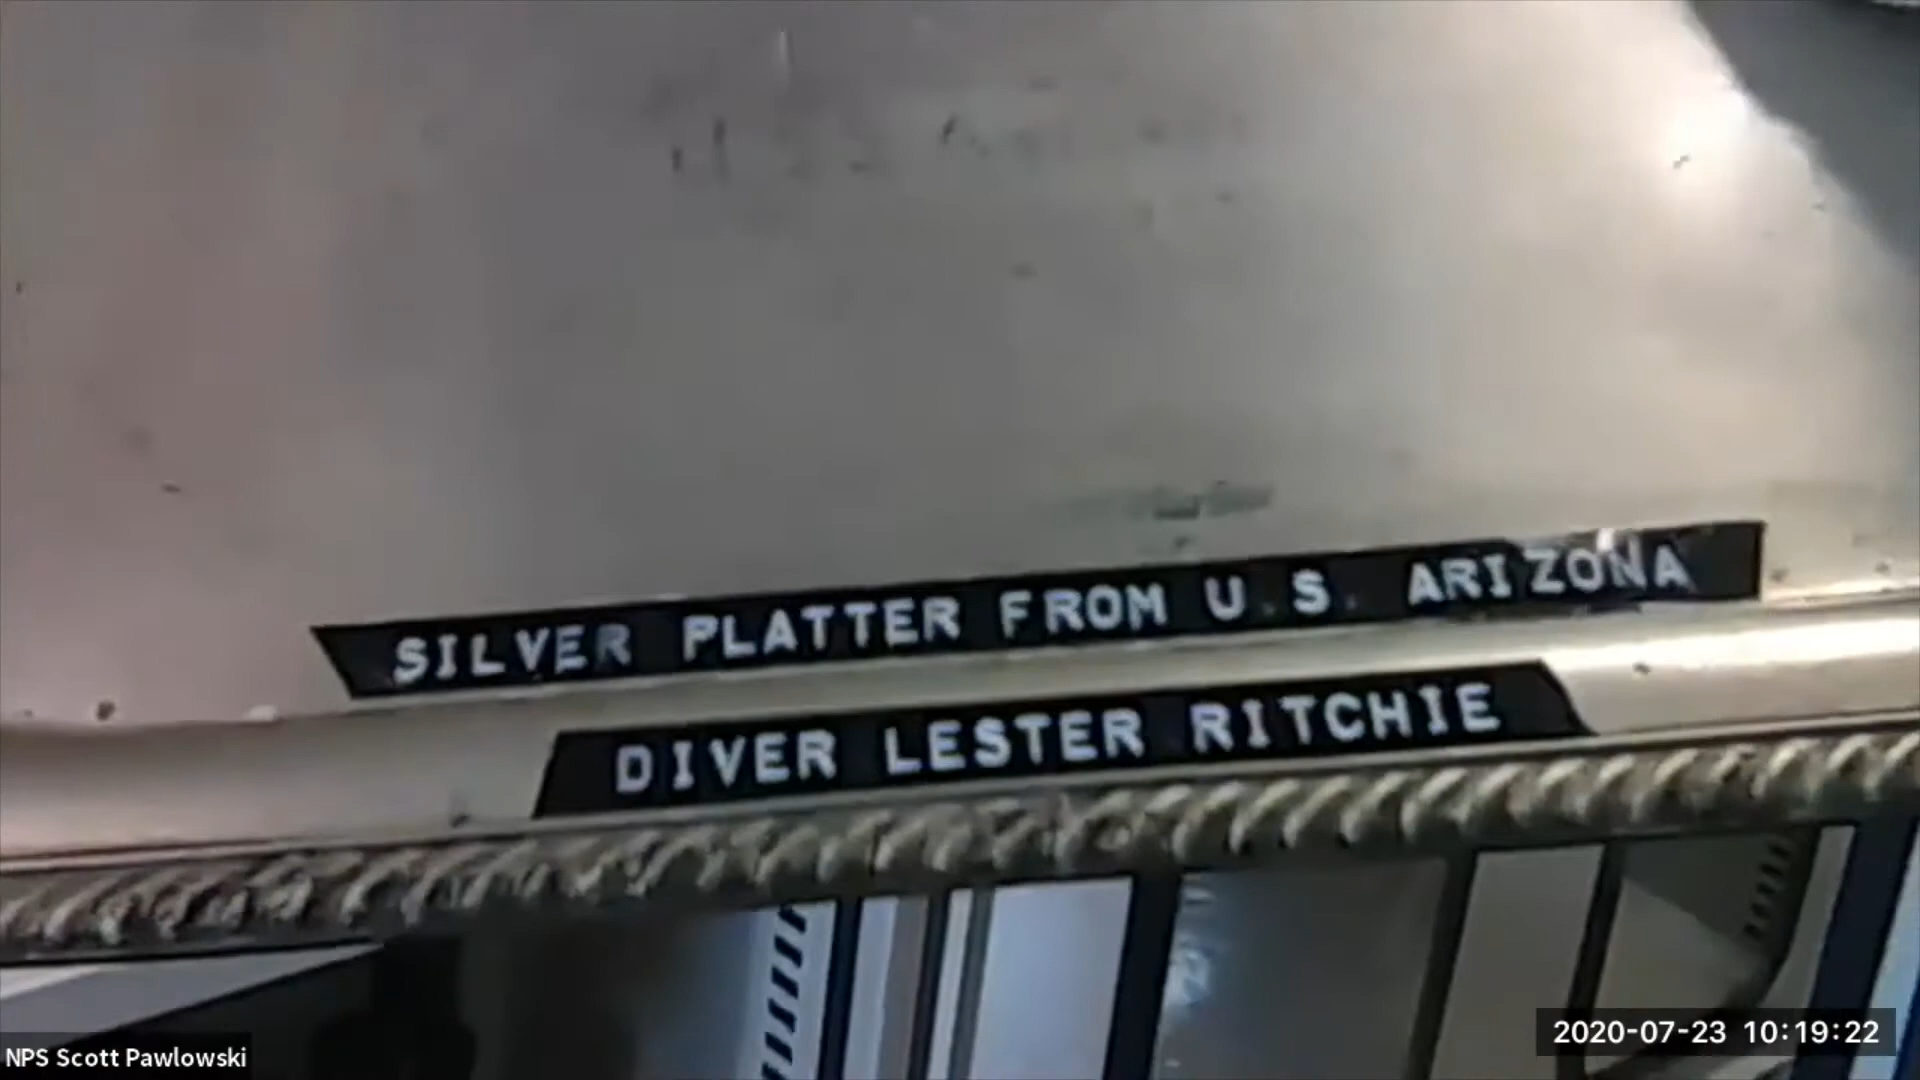 SILVER PLATTER FROM U.S. ARIZONA
DIVER LESTER RITCHIE
NPS Scott Pawlowski
2020-07-23 10:19:22